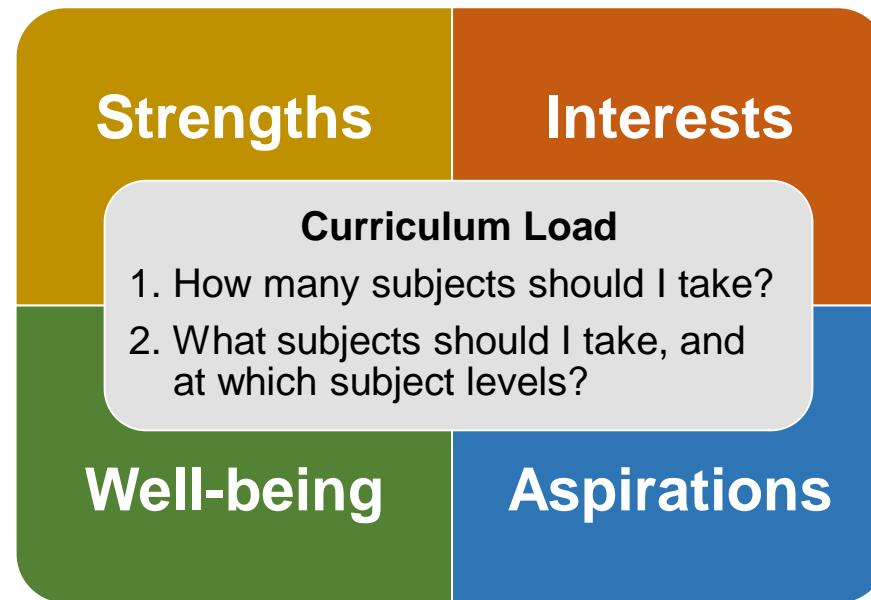 Strengths
Interests
Curriculum Load
1. How many subjects should I take?
2. What subjects should I take, and
at which subject levels?
Well-being
Aspirations